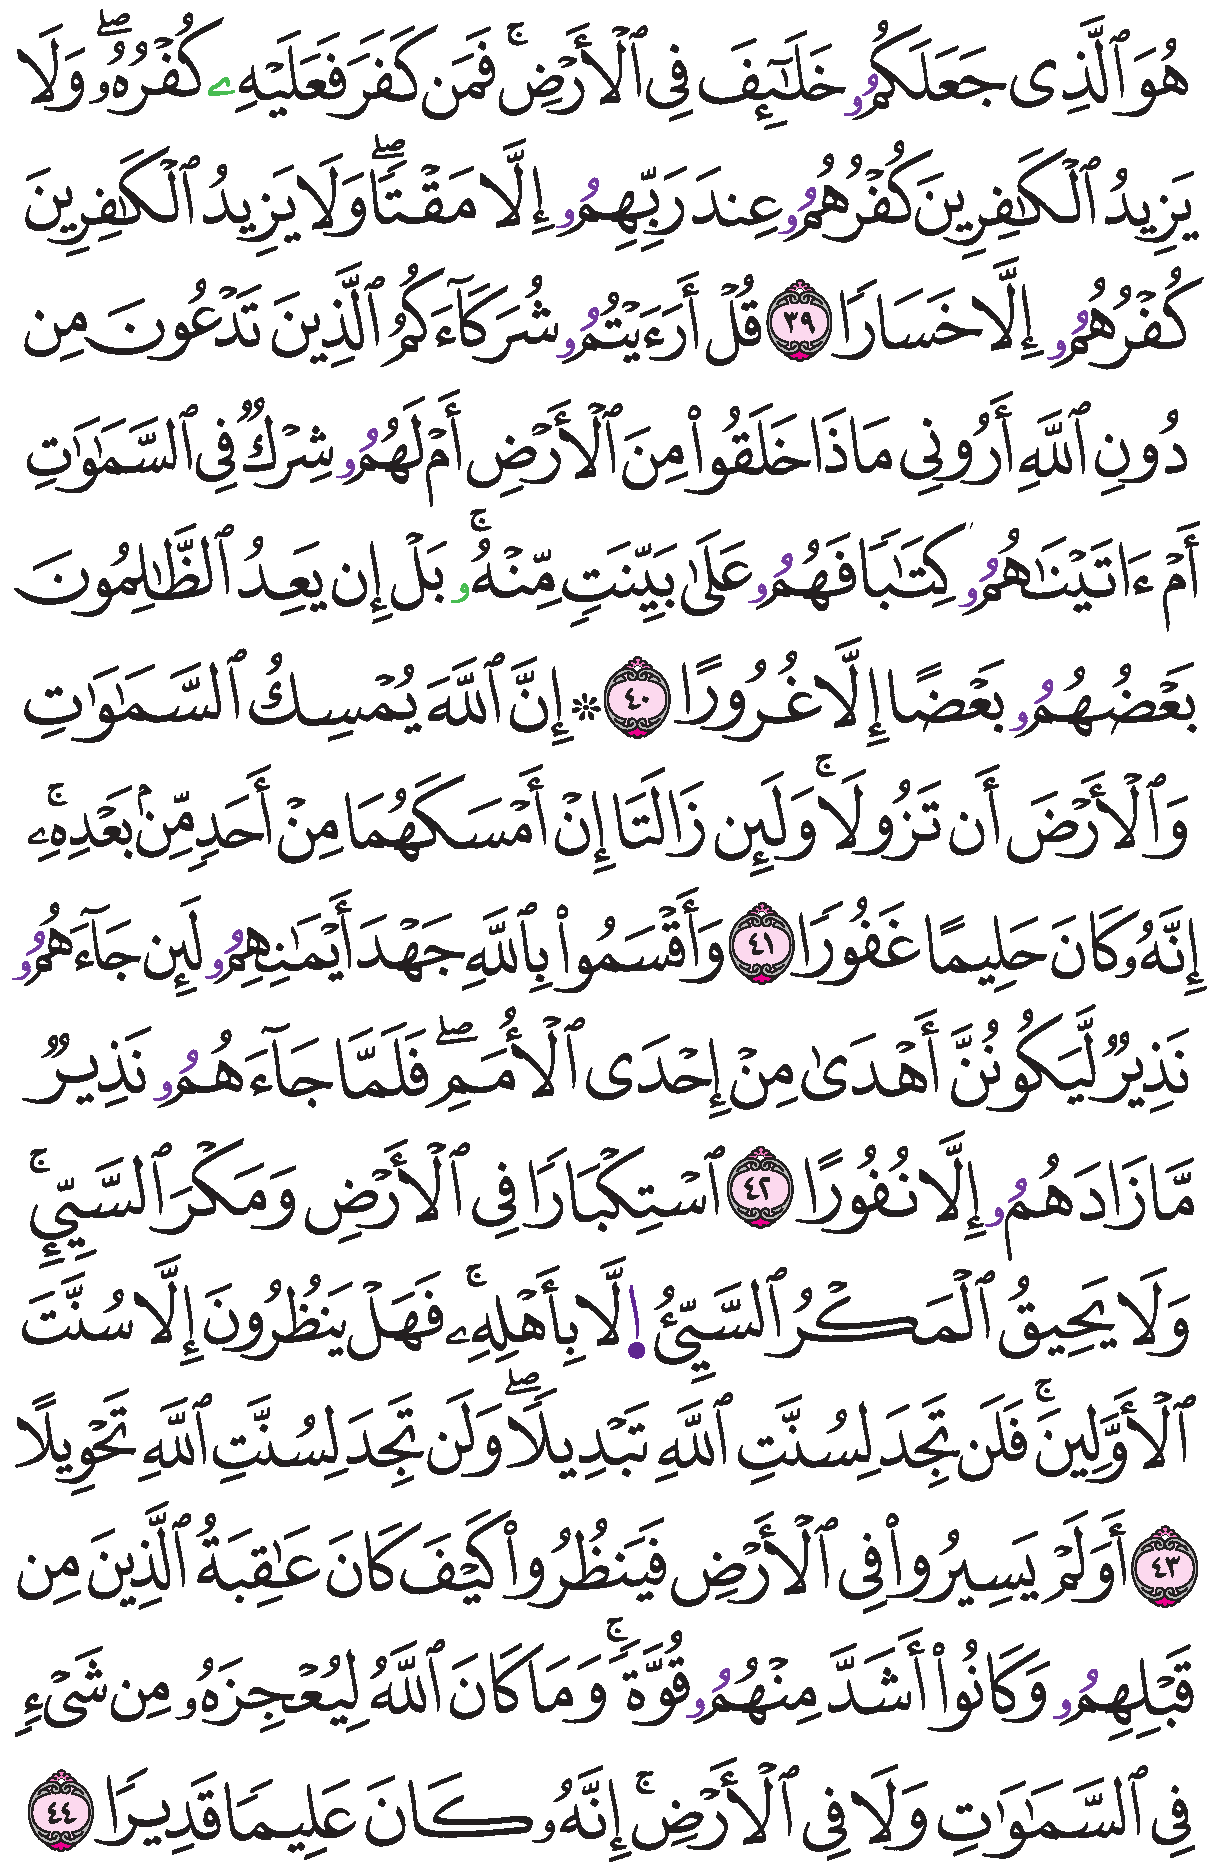 هُوَ ٱلَّذِى جَعَلَكُمُۥ خَلَـٰٓئِفَ فِى ٱلْأَرْضِ ۚ فَمَن كَفَرَ فَعَلَيْهِۦ كُفْرُهُۥ ۖ وَلَا
يَزِيدُ ٱلْكَـٰفِرِينَ كُفْرُهُمُۥ عِندَ رَبِّهِمُۥ إِلَّا مَقْتًا ۖ وَلَا يَزِيدُ ٱلْكَـٰفِرِينَ
كُفْرُهُمُۥ إِلَّا خَسَارًا ٣٩ قُلْ أَرَءَيْتُمُۥ شُرَكَآءَكُمُ ٱلَّذِينَ تَدْعُونَ مِن
دُونِ ٱللَّهِ أَرُونِى مَاذَا خَلَقُوا۟ مِنَ ٱلْأَرْضِ أَمْ لَهُمُۥ شِرْكٌ فِى ٱلسَّمَـٰوَٰتِ
أَمْ ءَاتَيْنَـٰهُمُۥ كِتَـٰبًا فَهُمُۥ عَلَىٰ بَيِّنَتٍ مِّنْهُۥ ۚ بَلْ إِن يَعِدُ ٱلظَّـٰلِمُونَ
بَعْضُهُمُۥ بَعْضًا إِلَّا غُرُورًا ٤٠ ۞ إِنَّ ٱللَّهَ يُمْسِكُ ٱلسَّمَـٰوَٰتِ
وَٱلْأَرْضَ أَن تَزُولَا ۚ وَلَئِن زَالَتَا إِنْ أَمْسَكَهُمَا مِنْ أَحَدٍ مِّنۢ بَعْدِهِۦ ۚ
إِنَّهُۥ كَانَ حَلِيمًا غَفُورًا ٤١ وَأَقْسَمُوا۟ بِٱللَّهِ جَهْدَ أَيْمَـٰنِهِمُۥ لَئِن جَآءَهُمُۥ
نَذِيرٌ لَّيَكُونُنَّ أَهْدَىٰ مِنْ إِحْدَى ٱلْأُمَمِ ۖ فَلَمَّا جَآءَهُمُۥ نَذِيرٌ
مَّا زَادَهُمُۥ إِلَّا نُفُورًا ٤٢ ٱسْتِكْبَارًا فِى ٱلْأَرْضِ وَمَكْرَ ٱلسَّيِّئِ ۚ
وَلَا يَحِيقُ ٱلْمَكْرُ ٱلسَّيِّئُ إِلَّا بِأَهْلِهِۦ ۚ فَهَلْ يَنظُرُونَ إِلَّا سُنَّتَ
ٱلْأَوَّلِينَ ۚ فَلَن تَجِدَ لِسُنَّتِ ٱللَّهِ تَبْدِيلًا ۖ وَلَن تَجِدَ لِسُنَّتِ ٱللَّهِ تَحْوِيلًا
٤٣ أَوَلَمْ يَسِيرُوا۟ فِى ٱلْأَرْضِ فَيَنظُرُوا۟ كَيْفَ كَانَ عَـٰقِبَةُ ٱلَّذِينَ مِن
قَبْلِهِمُۥ وَكَانُوا۟ أَشَدَّ مِنْهُمُۥ قُوَّةً ۚ وَمَا كَانَ ٱللَّهُ لِيُعْجِزَهُۥ مِن شَىْءٍ
فِى ٱلسَّمَـٰوَٰتِ وَلَا فِى ٱلْأَرْضِ ۚ إِنَّهُۥ كَانَ عَلِيمًا قَدِيرًا ٤٤